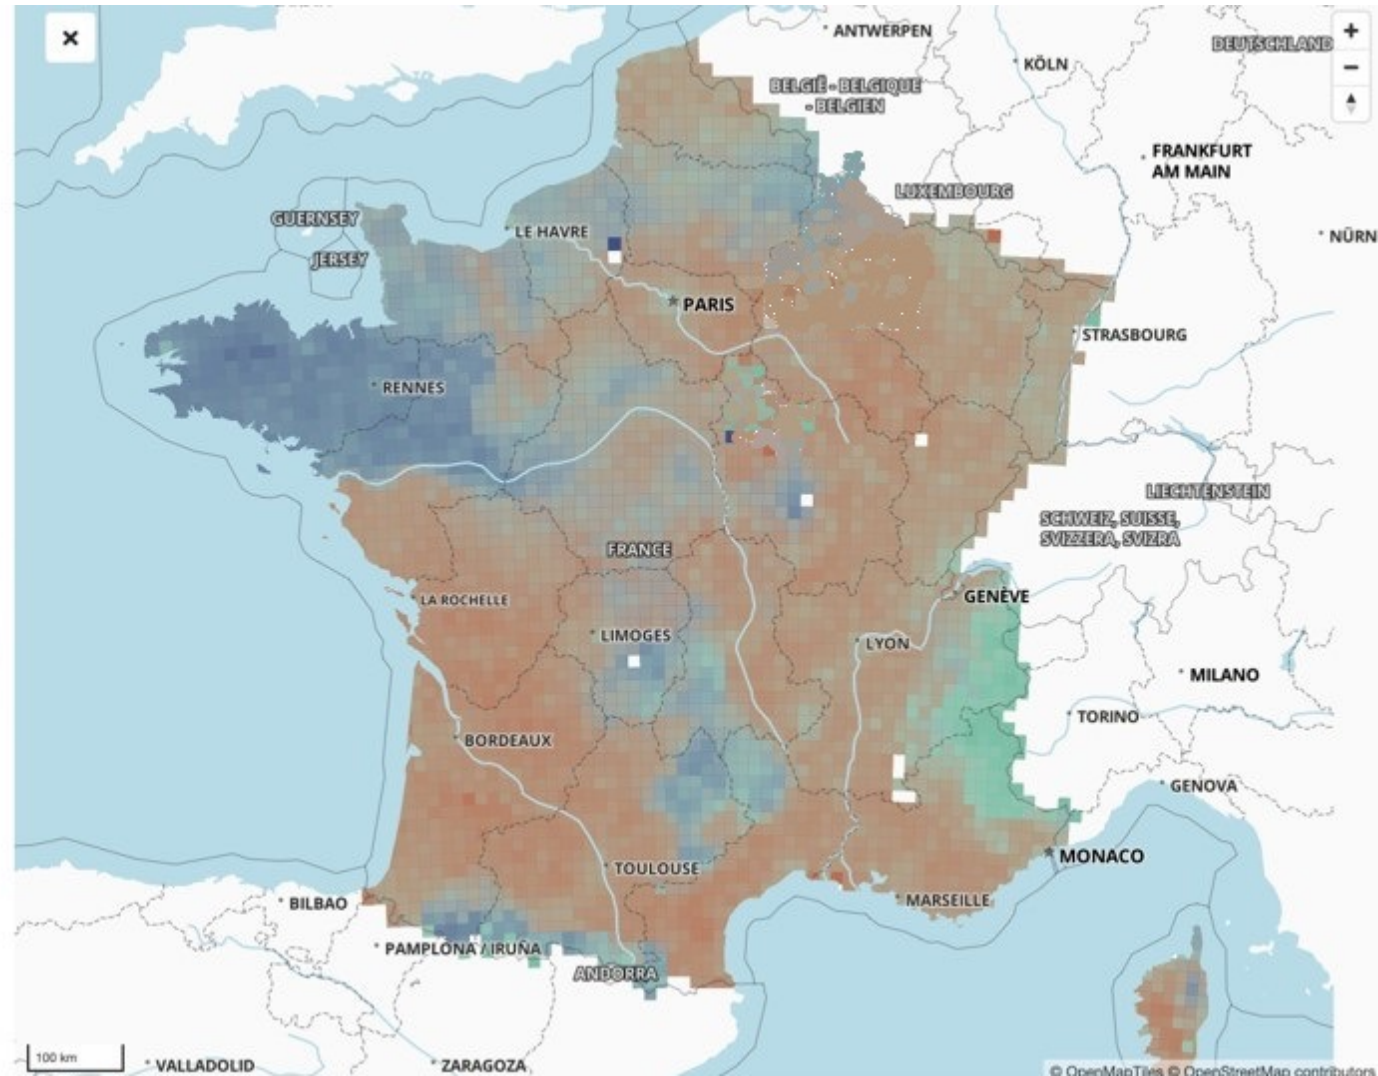 ×
ANTWERPEN
+
DEUTSCHLAND
KÖLN
−
BELGIË - BELGIQUE
- BELGIEN
FRANKFURT
AM MAIN
LUXEMBOURG
GUERNSEY
LE HAVRE
NÜRN
JERSEY
PARIS
STRASBOURG
RENNES
LIECHTENSTEIN
SCHWEIZ, SUISSE,
SVIZZERA, SVIZRA
FRANCE
GENÈVE
LA ROCHELLE
LIMOGES
LYON
MILANO
TORINO
BORDEAUX
GENOVA
MONACO
TOULOUSE
BILBAO
MARSEILLE
PAMPLONA / IRUÑA
ANDORRA
100 km
VALLADOLID
ZARAGOZA
© OpenMapTiles © OpenStreetMap contributors